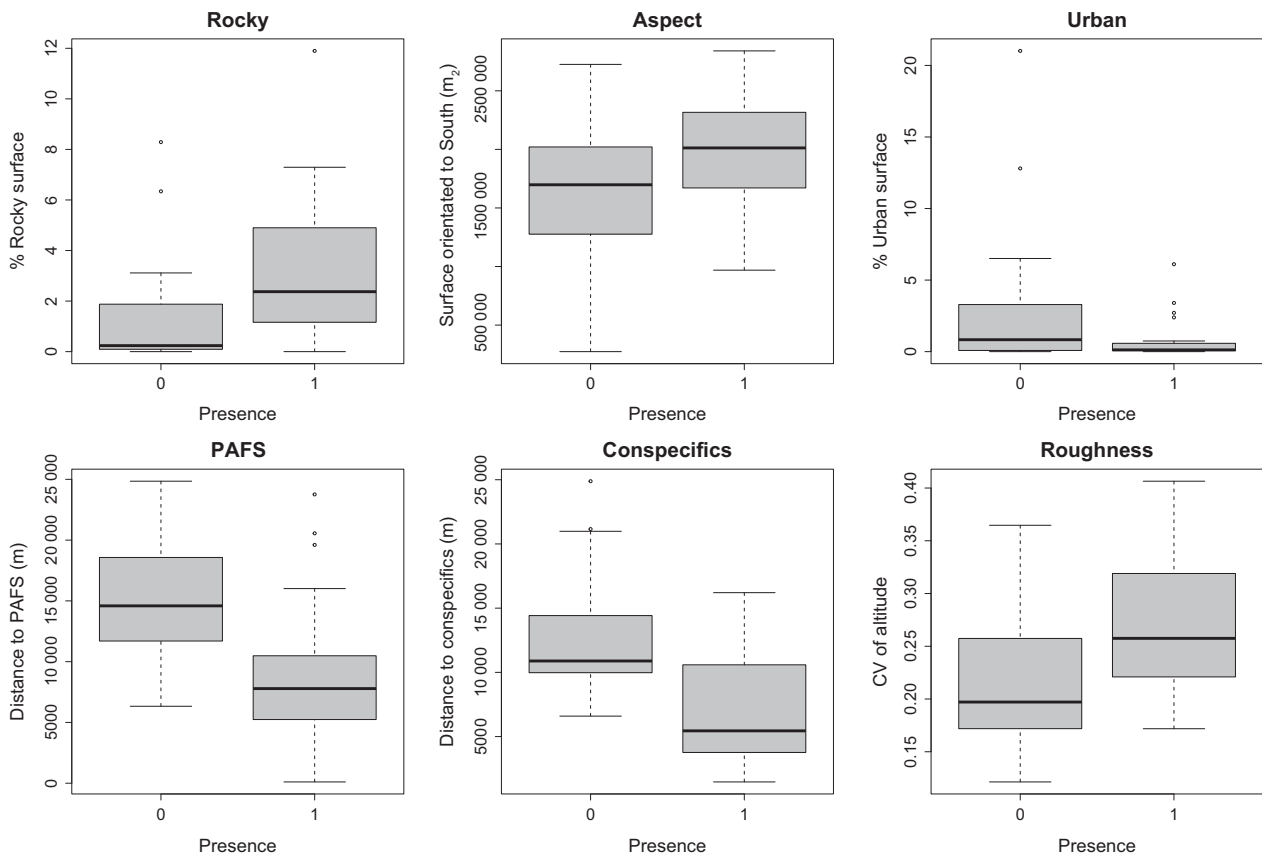 Rocky
% Rocky surface
12
10
8
6
4
2
0
0 1
Presence
Aspect
Surface orientated to South (m2)
2500 000
1500 000
500 000
0 1
Presence
Urban
% Urban surface
20
15
10
5
0
0 1
Presence
PAFS
Distance to PAFS (m)
25 000
20 000
15 000
10 000
5000
0
0 1
Presence
Conspecifics
Distance to conspecifics (m)
25 000
20 000
15 000
10 000
5000
0 1
Presence
Roughness
CV of altitude
0.40
0.35
0.30
0.25
0.20
0.15
0 1
Presence